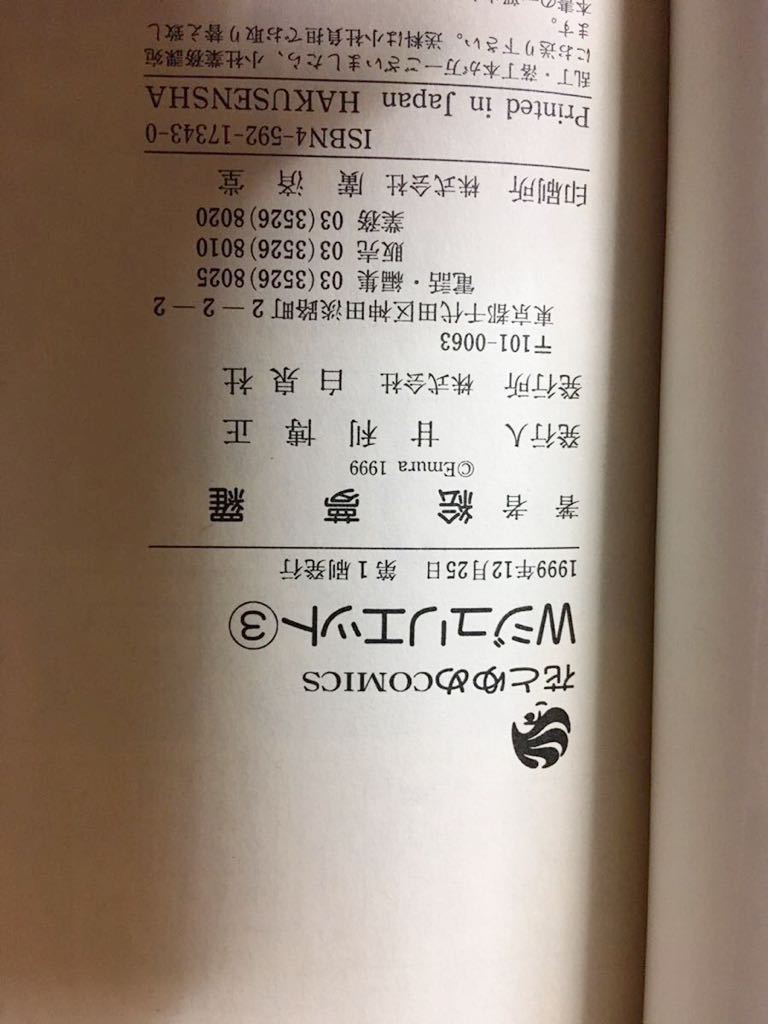 花とゆめCOMICS
Wジュリエット③
1999年12月25日 第1刷発行
著者 絵夢羅
©Emura 1999
発行人 甘利博正
発行所 株式会社 白泉社
〒101-0063
東京都千代田区神田淡路町2-2-2
電話・編集 03(3526)8025
販売 03(3526)8010
業務 03(3526)8020
印刷所 株式会社 廣済堂
ISBN4-592-17343-0
Printed in Japan HAKUSENSHA
乱丁・落丁本が万一ございましたら、小社業務課宛
にお送り下さい。送料は小社負担でお取り替え致し
ます。